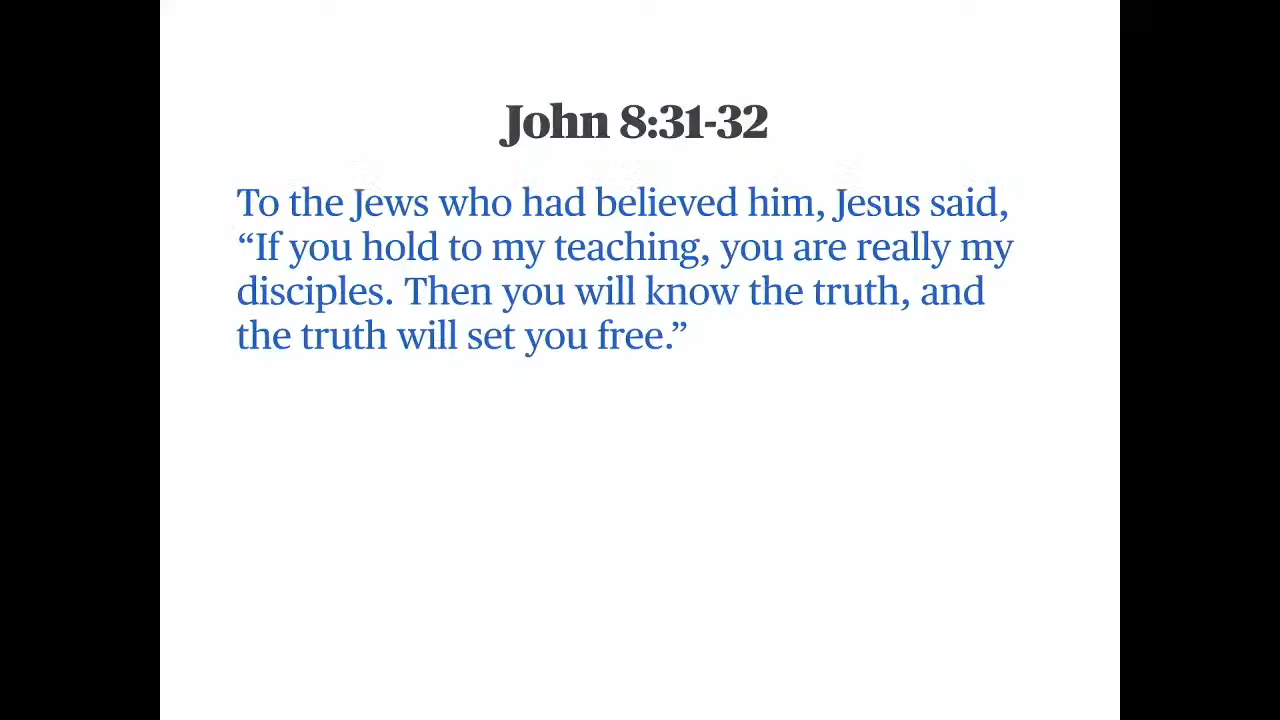 John 8:31-32
To the Jews who had believed him, Jesus said,
“If you hold to my teaching, you are really my
disciples. Then you will know the truth, and
the truth will set you free.”